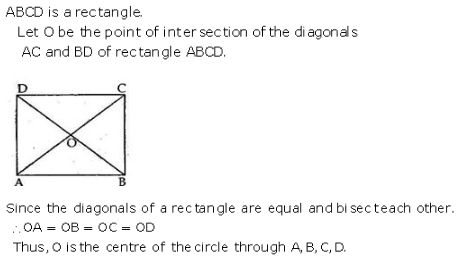 ABCD is a rectangle.
Let O be the point of intersection of the diagonals
AC and BD of rectangle ABCD.
D C
O
A B
Since the diagonals of a rectangle are equal and bisect each other.
∴OA = OB = OC = OD
Thus, O is the centre of the circle through A, B, C, D.